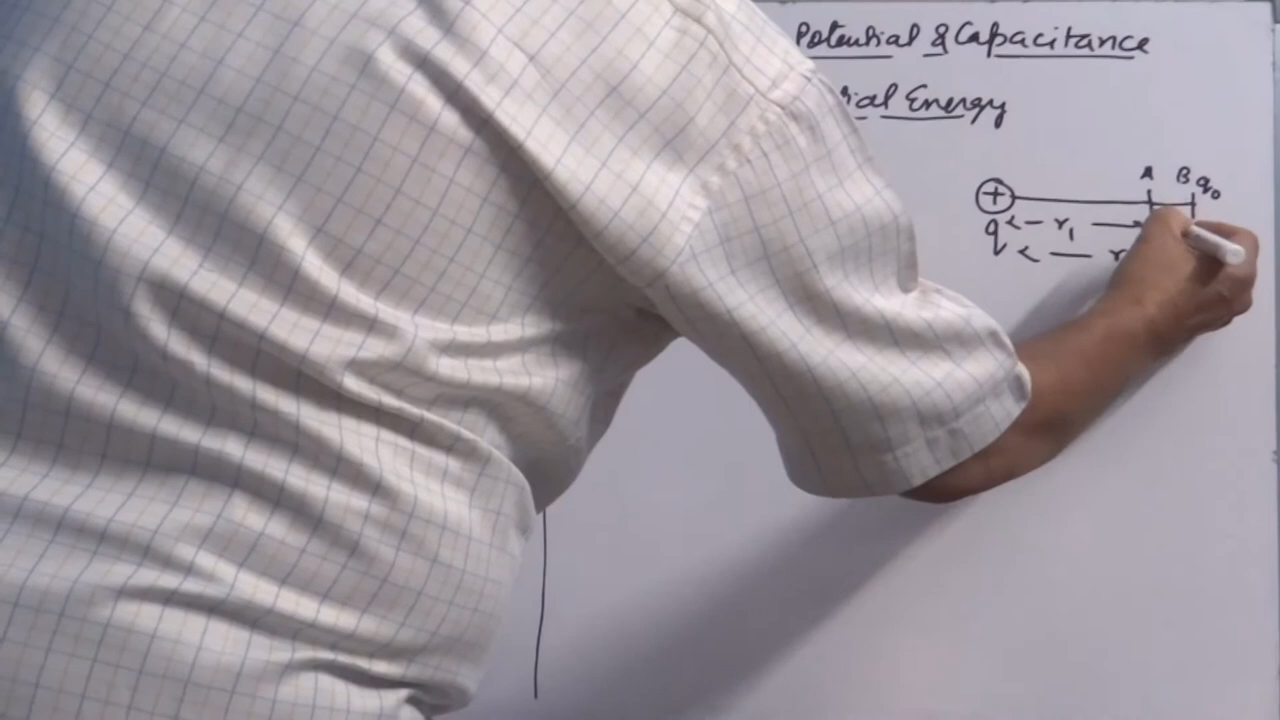 Potential & Capacitance
ial Energy
A B q₀
+
q r₁
r